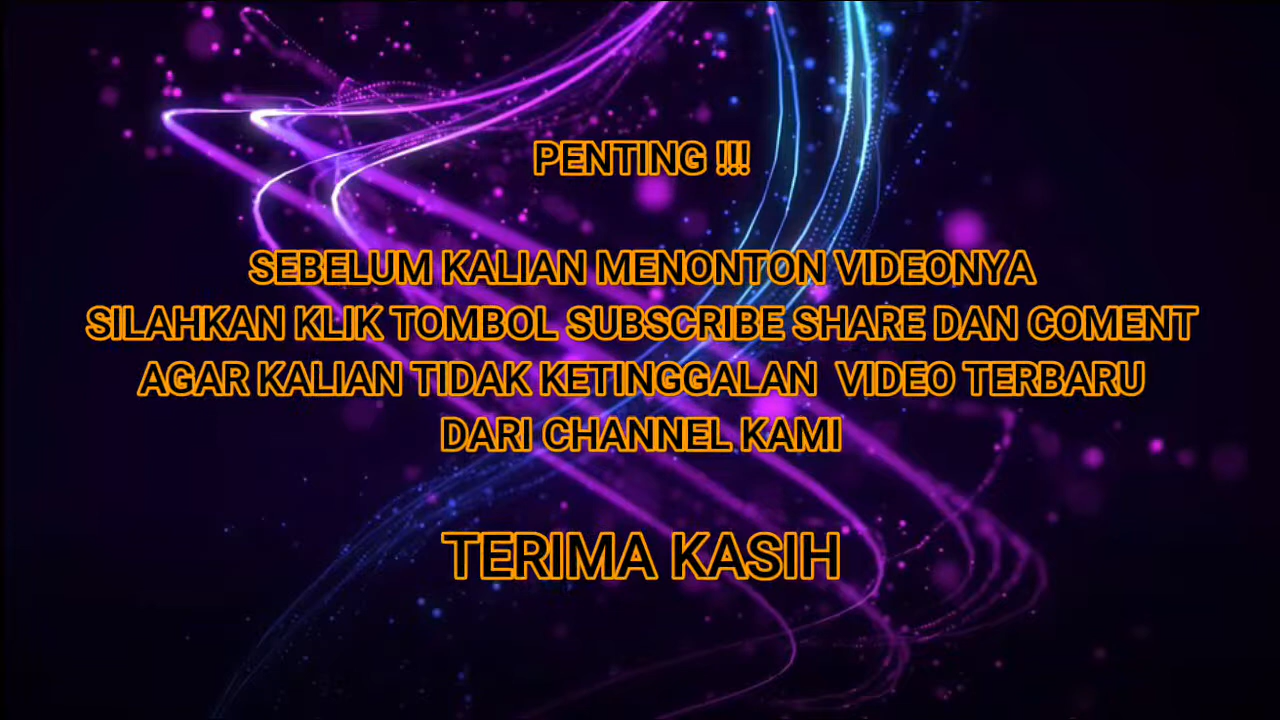 PENTING !!!
SEBELUM KALIAN MENONTON VIDEONYA
SILAHKAN KLIK TOMBOL SUBSCRIBE SHARE DAN COMENT
AGAR KALIAN TIDAK KETINGGALAN VIDEO TERBARU
DARI CHANNEL KAMI
TERIMA KASIH